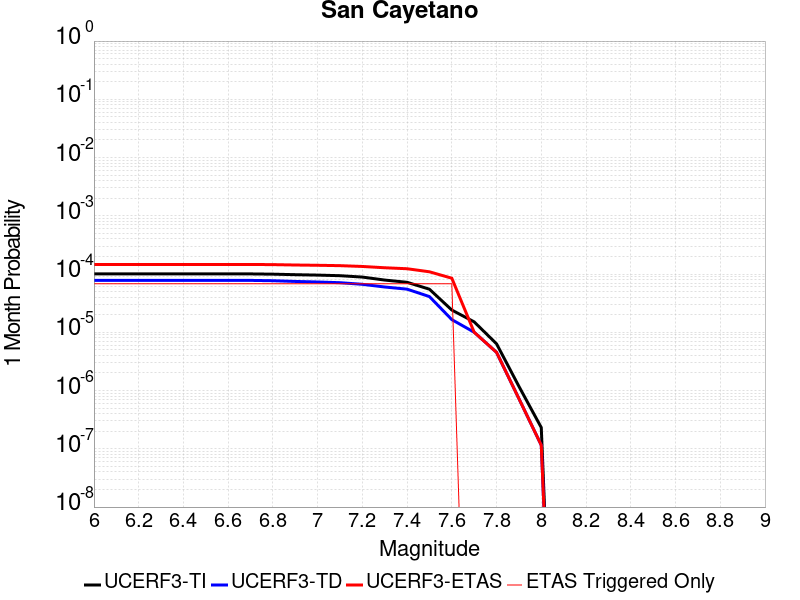 San Cayetano
10^0
10^-1
10^-2
10^-3
10^-4
10^-5
10^-6
10^-7
10^-8
1 Month Probability
6 6.2 6.4 6.6 6.8 7 7.2 7.4 7.6 7.8 8 8.2 8.4 8.6 8.8 9
Magnitude
UCERF3-TI UCERF3-TD UCERF3-ETAS ETAS Triggered Only